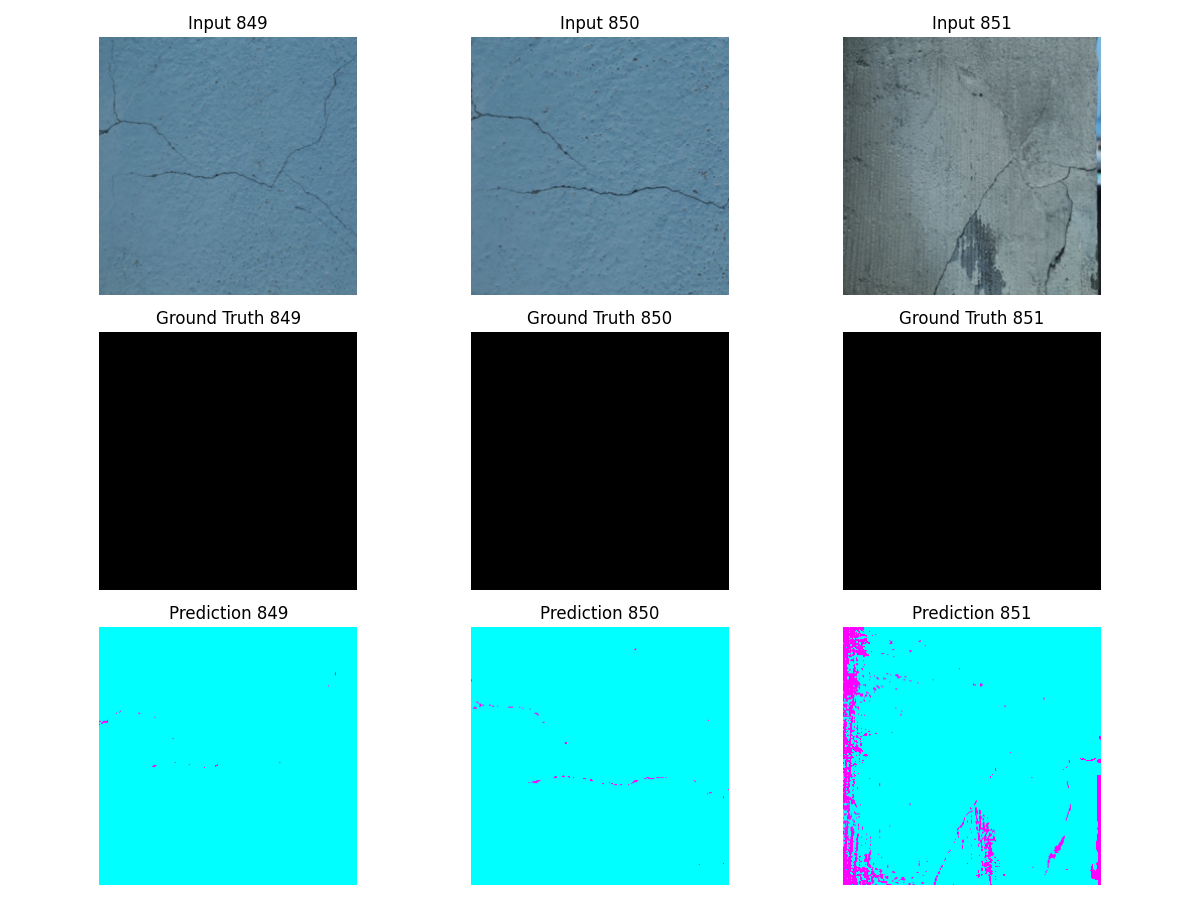 Input 849
Input 850
Input 851
Ground Truth 849
Ground Truth 850
Ground Truth 851
Prediction 849
Prediction 850
Prediction 851